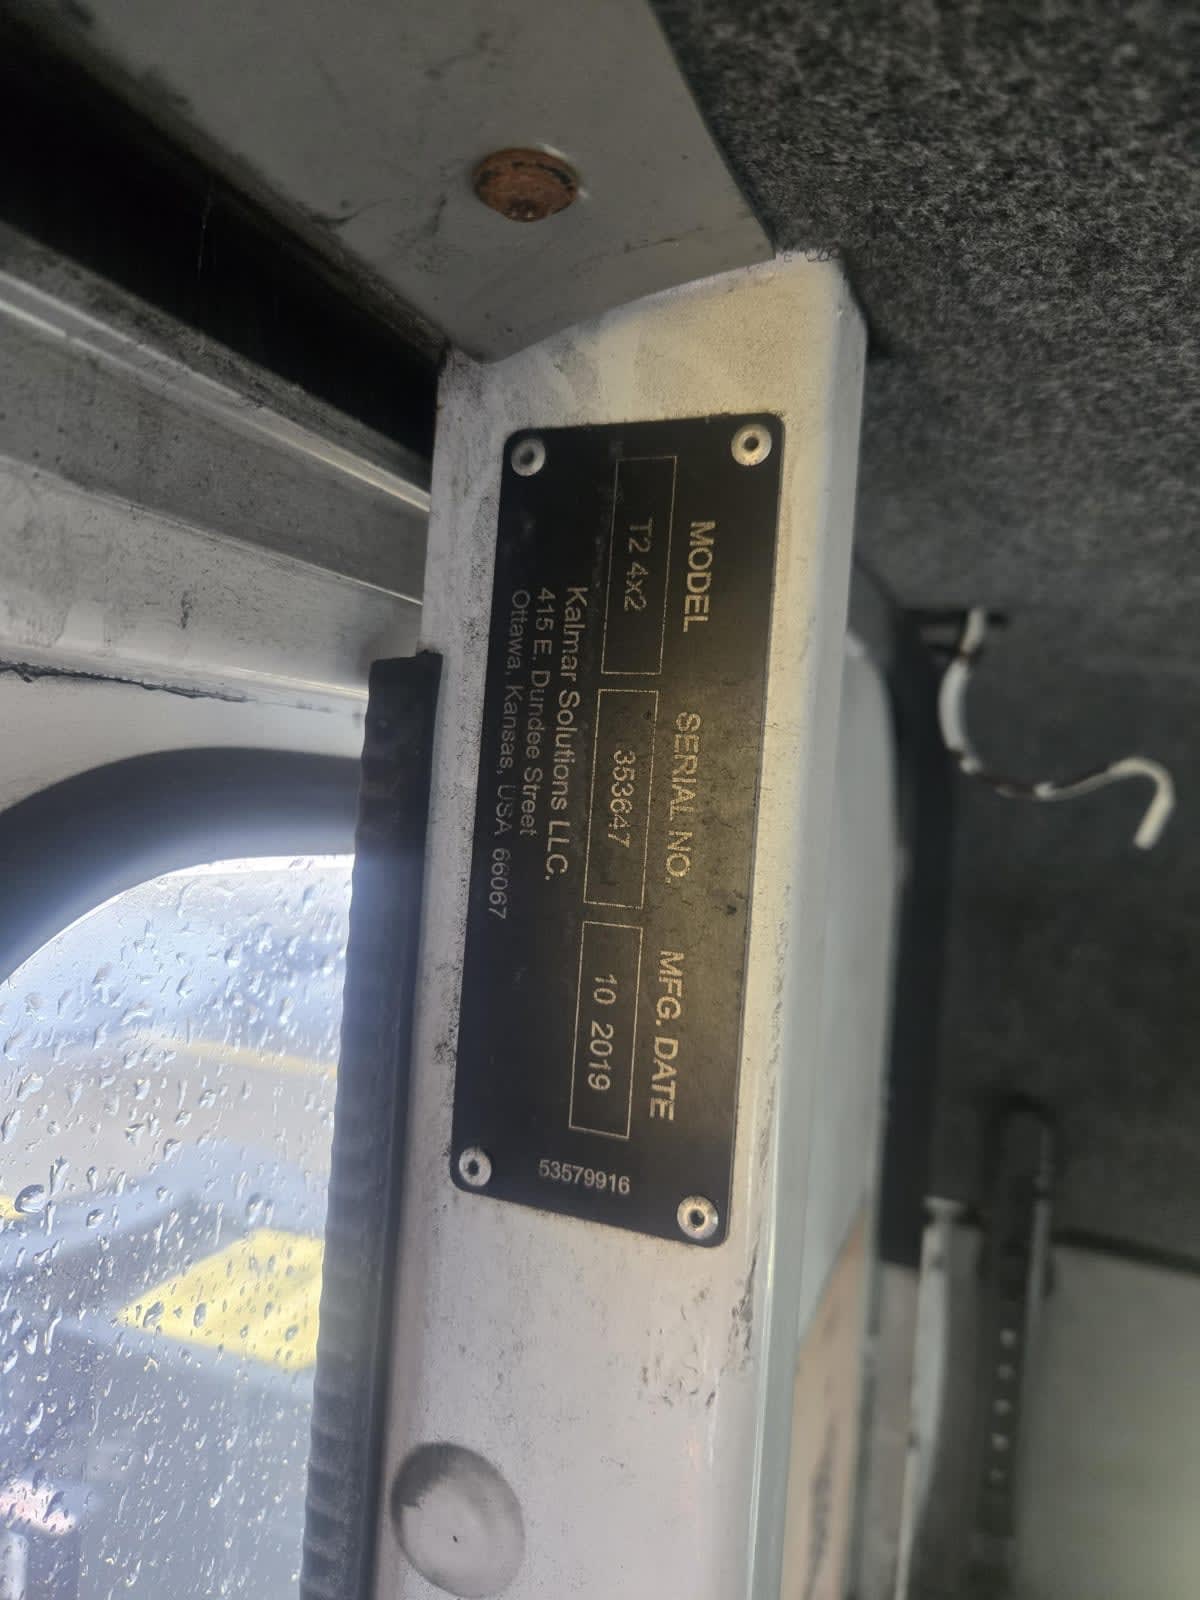 MODEL SERIAL NO. MFG. DATE
T2 4x2 353647 10 2019
Kalmar Solutions LLC.
415 E. Dundee Street
Ottawa, Kansas, USA 66067
53579916